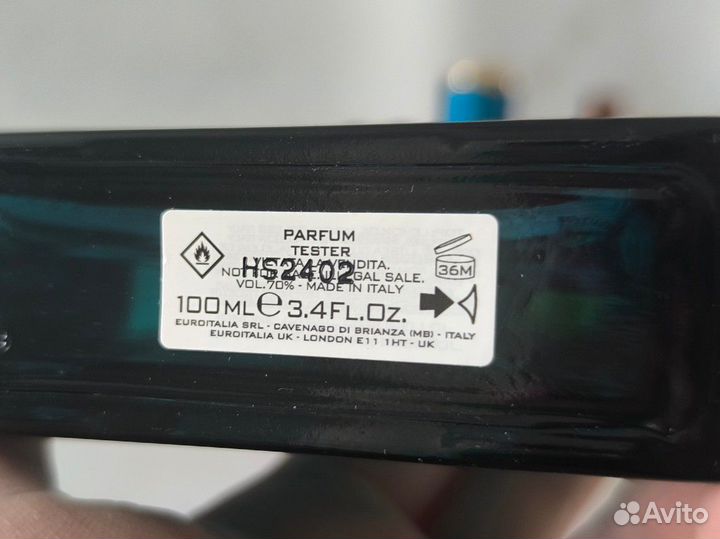 PARFUM
TESTER
HS2402
VENDITA.
SALE.
VOL.70% - MADE IN ITALY
36M
100ML℮3.4FL.OZ.
EUROITALIA SRL - CAVENAGO DI BRIANZA (MB) - ITALY
EUROITALIA UK - LONDON E11 1HT - UK
Avito